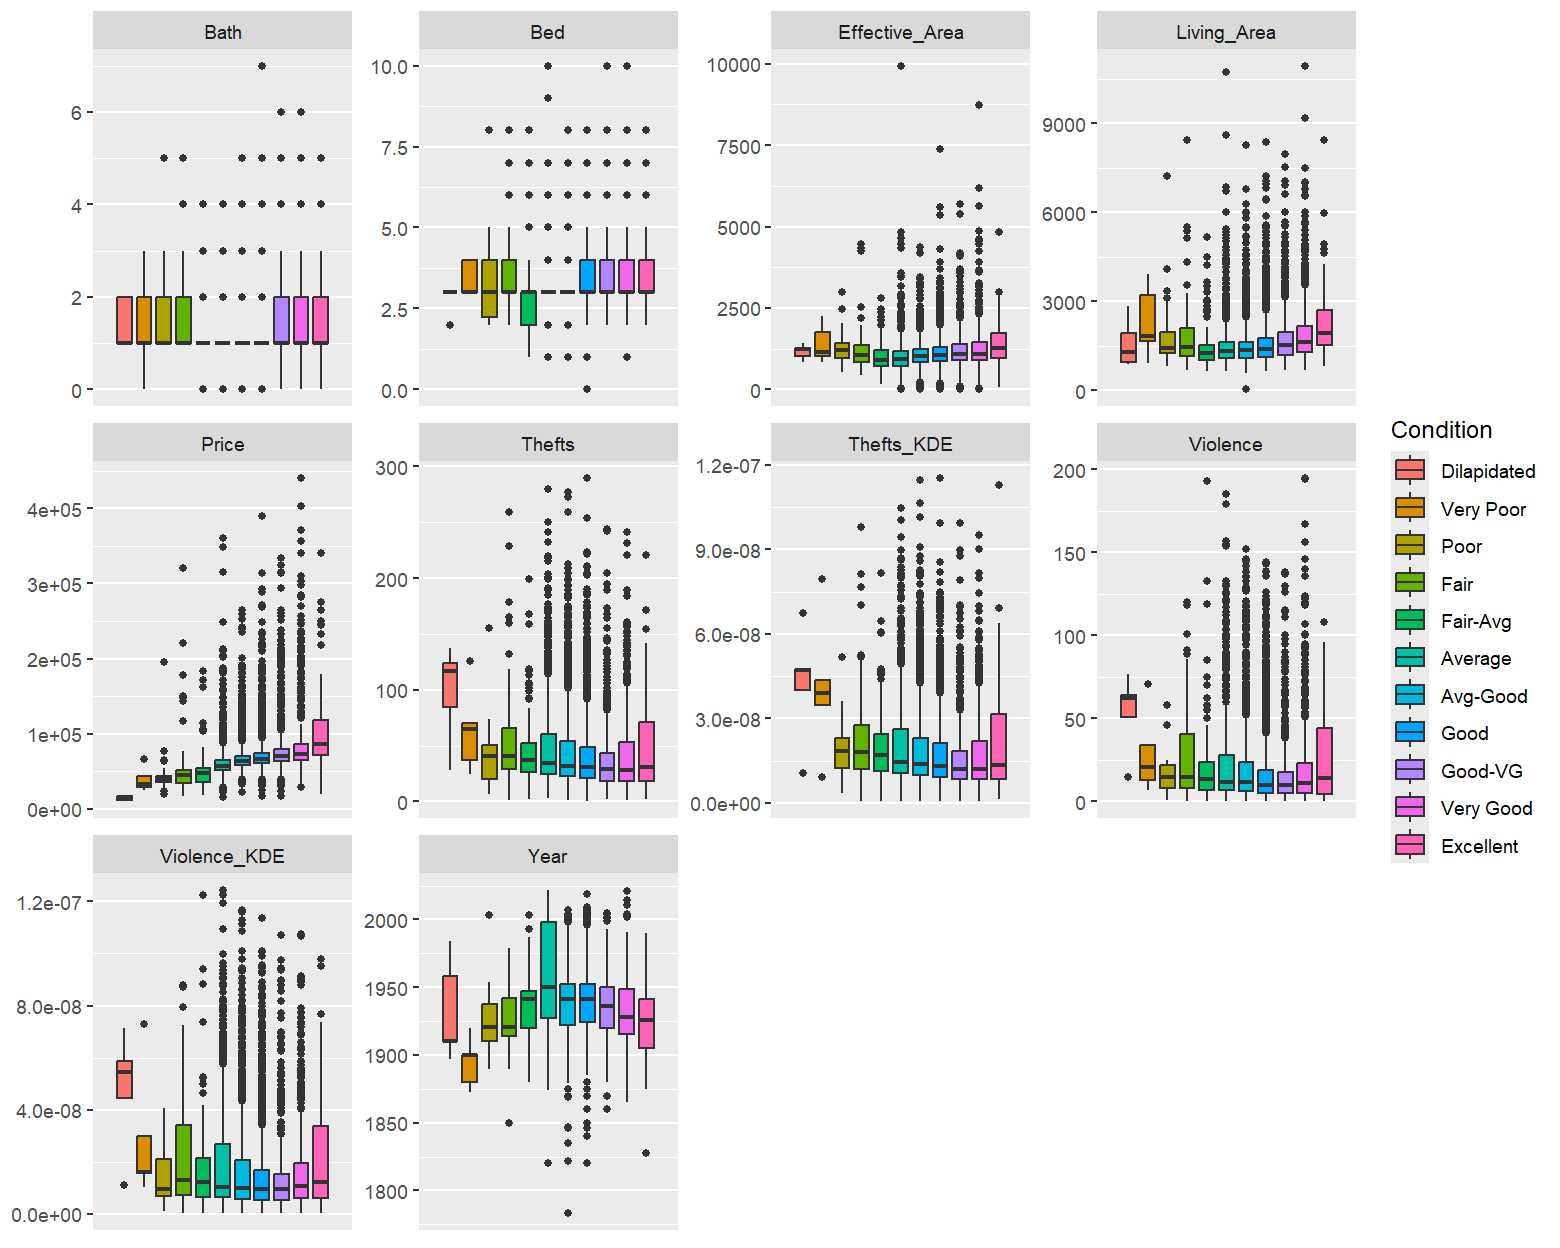 Bath
Bed
Effective_Area
Living_Area
6
4
2
0
10.0
7.5
5.0
2.5
0.0
10000
7500
5000
2500
0
9000
6000
3000
0
Price
Thefts
Thefts_KDE
Violence
4e+05
3e+05
2e+05
1e+05
0e+00
300
200
100
0
1.2e-07
9.0e-08
6.0e-08
3.0e-08
0.0e+00
200
150
100
50
0
Violence_KDE
Year
1.2e-07
8.0e-08
4.0e-08
0.0e+00
2000
1950
1900
1850
1800
Condition
Dilapidated
Very Poor
Poor
Fair
Fair-Avg
Average
Avg-Good
Good
Good-VG
Very Good
Excellent